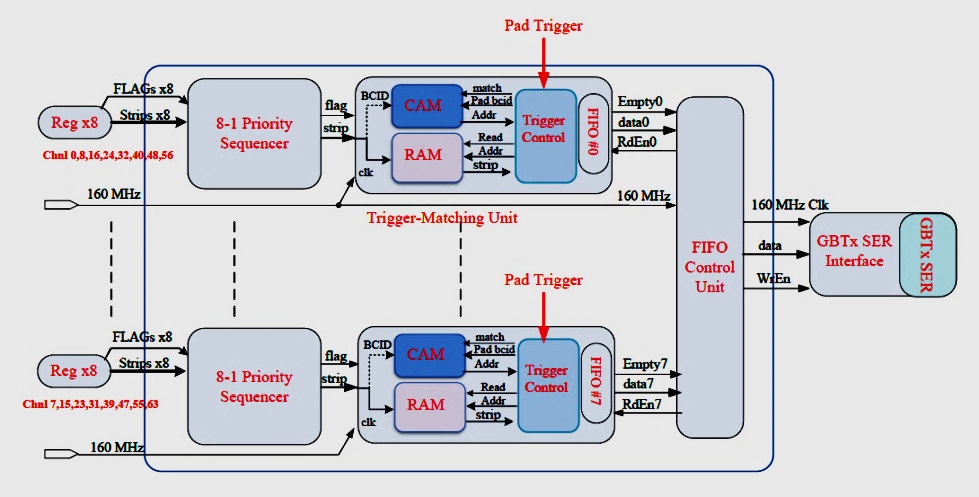 Pad Trigger
FLAGs x8
Strips x8
Reg x8
Chnl 0,8,16,24,32,40,48,56
8-1 Priority
Sequencer
flag
strip
BCID
clk
CAM
RAM
match
Pad bcid
Addr
Read
Addr
strip
Trigger
Control
FIFO #0
Empty0
data0
RdEn0
160 MHz
160 MHz
Trigger-Matching Unit
FIFO
Control
Unit
160 MHz Clk
data
WrEn
GBTx SER
Interface
GBTx SER
Pad Trigger
FLAGs x8
Strips x8
Reg x8
Chnl 7,15,23,31,39,47,55,63
8-1 Priority
Sequencer
flag
strip
BCID
clk
CAM
RAM
match
Pad bcid
Addr
Read
Addr
strip
Trigger
Control
FIFO #7
Empty7
data7
RdEn7
160 MHz